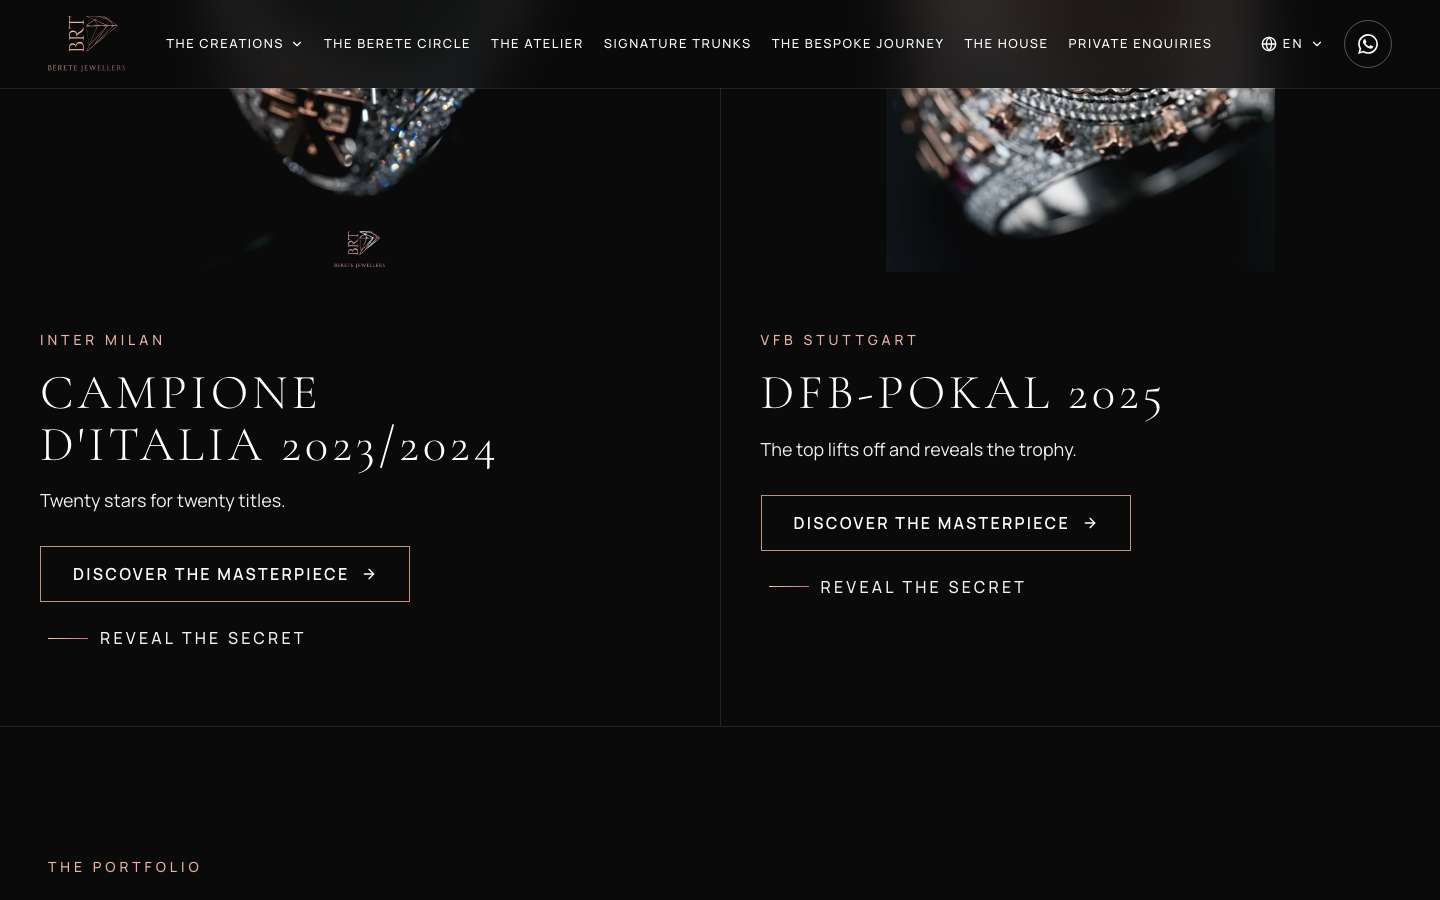 BRT
BERETE JEWELLERS
THE CREATIONS
THE BERETE CIRCLE
THE ATELIER
SIGNATURE TRUNKS
THE BESPOKE JOURNEY
THE HOUSE
PRIVATE ENQUIRIES
EN
BRT
BERETE JEWELLERS
INTER MILAN
CAMPIONE
D'ITALIA 2023/2024
Twenty stars for twenty titles.
DISCOVER THE MASTERPIECE
REVEAL THE SECRET
VFB STUTTGART
DFB-POKAL 2025
The top lifts off and reveals the trophy.
DISCOVER THE MASTERPIECE
REVEAL THE SECRET
THE PORTFOLIO